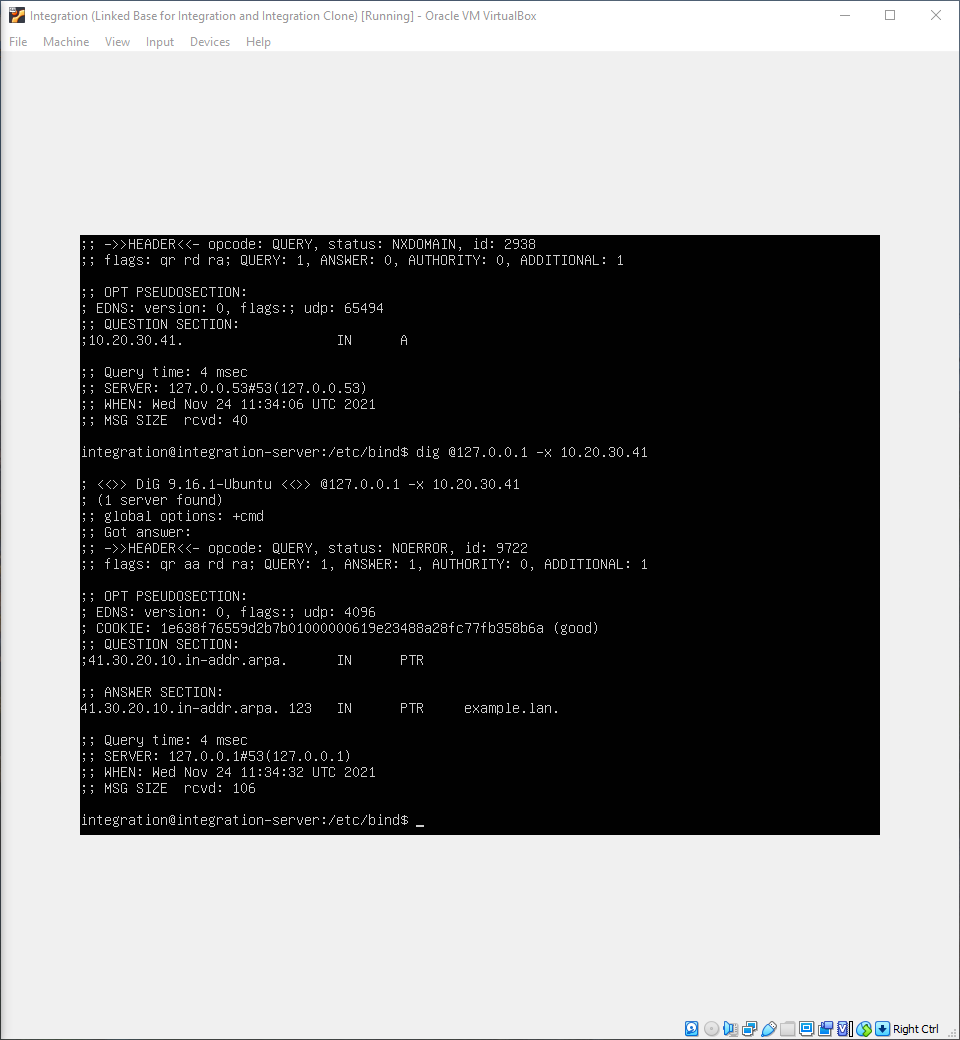 Integration (Linked Base for Integration and Integration Clone) [Running] - Oracle VM VirtualBox
File Machine View Input Devices Help
;; ->>HEADER<<- opcode: QUERY, status: NXDOMAIN, id: 2938
;; flags: qr rd ra; QUERY: 1, ANSWER: 0, AUTHORITY: 0, ADDITIONAL: 1
;; OPT PSEUDOSECTION:
; EDNS: version: 0, flags:; udp: 65494
;; QUESTION SECTION:
;10.20.30.41. IN A
;; Query time: 4 msec
;; SERVER: 127.0.0.53#53(127.0.0.53)
;; WHEN: Wed Nov 24 11:34:06 UTC 2021
;; MSG SIZE rcvd: 40
integration@integration-server:/etc/bind$ dig @127.0.0.1 -x 10.20.30.41
; <<>> DiG 9.16.1-Ubuntu <<>> @127.0.0.1 -x 10.20.30.41
; (1 server found)
;; global options: +cmd
;; Got answer:
;; ->>HEADER<<- opcode: QUERY, status: NOERROR, id: 9722
;; flags: qr aa rd ra; QUERY: 1, ANSWER: 1, AUTHORITY: 0, ADDITIONAL: 1
;; OPT PSEUDOSECTION:
; EDNS: version: 0, flags:; udp: 4096
; COOKIE: 1e638f76559d2b7b01000000619e23488a28fc77fb358b6a (good)
;; QUESTION SECTION:
;41.30.20.10.in-addr.arpa. IN PTR
;; ANSWER SECTION:
41.30.20.10.in-addr.arpa. 123 IN PTR example.lan.
;; Query time: 4 msec
;; SERVER: 127.0.0.1#53(127.0.0.1)
;; WHEN: Wed Nov 24 11:34:32 UTC 2021
;; MSG SIZE rcvd: 106
integration@integration-server:/etc/bind$ _
Right Ctrl